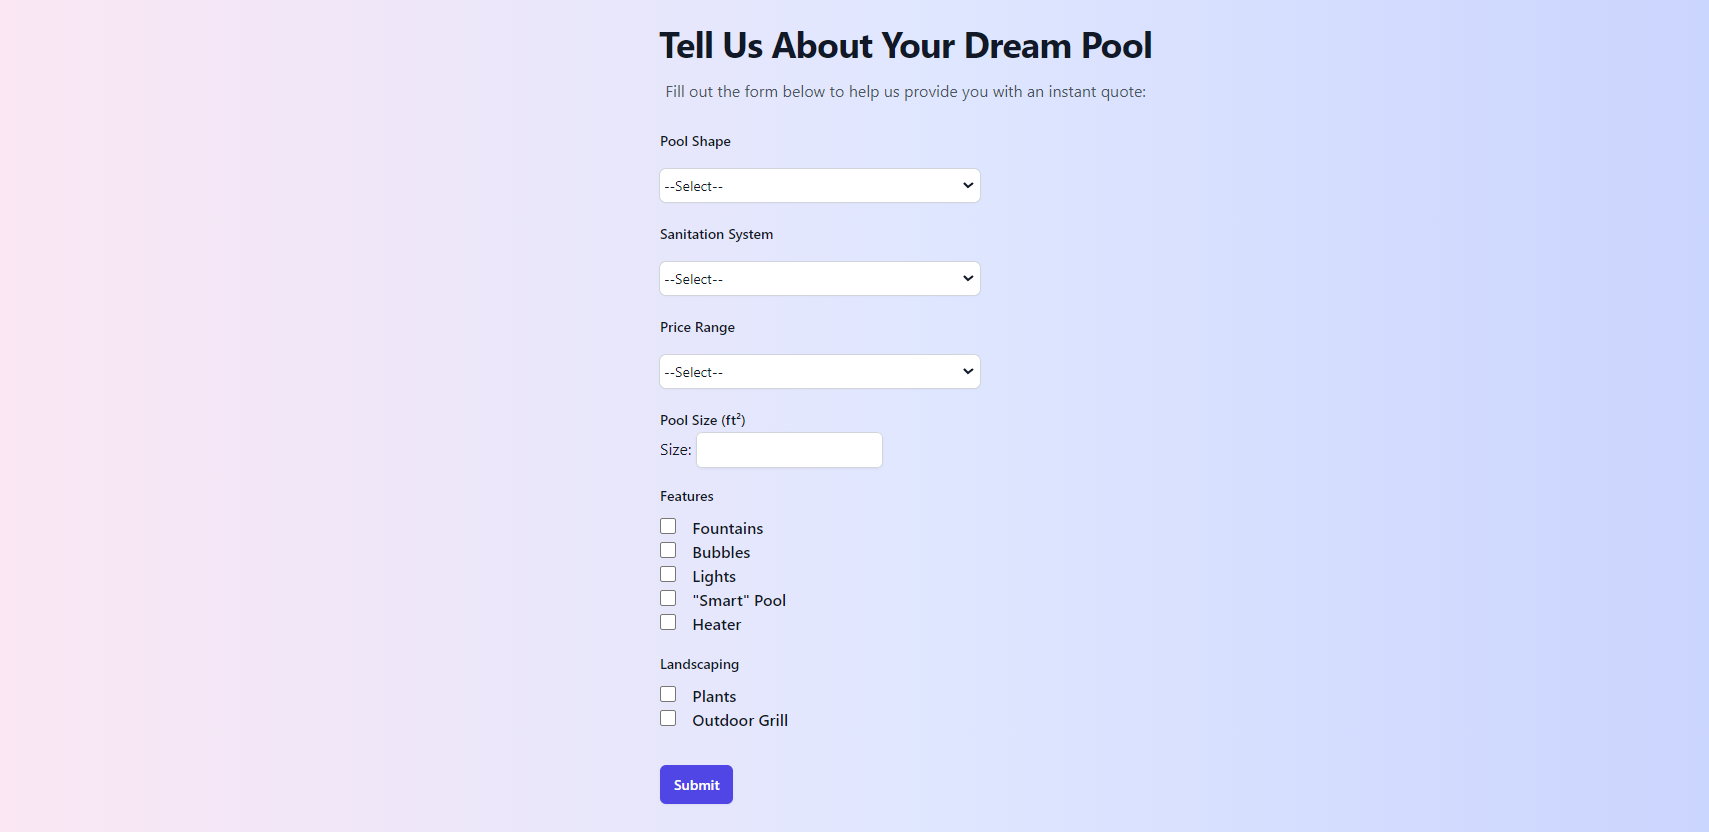 Tell Us About Your Dream Pool
Fill out the form below to help us provide you with an instant quote:
Pool Shape
--Select--
Sanitation System
--Select--
Price Range
--Select--
Pool Size (ft²)
Size:
Features
Fountains
Bubbles
Lights
"Smart" Pool
Heater
Landscaping
Plants
Outdoor Grill
Submit